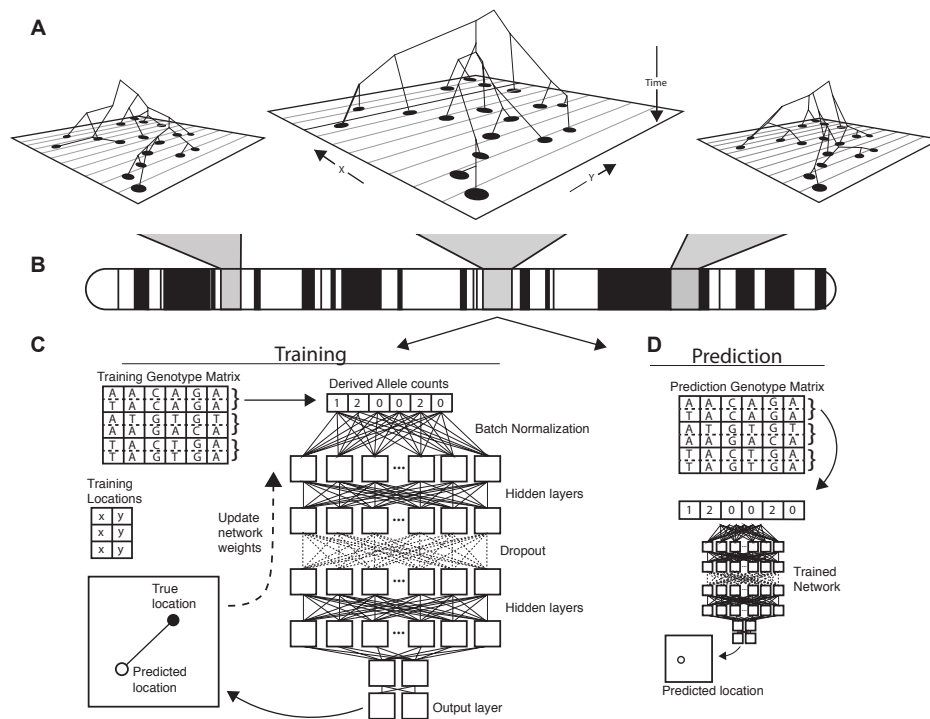 A
Time
X
Y
B
C
Training
Training Genotype Matrix
A A C A G A
T A C A G A
A T G T G T
A A G A C A
T A C T G A
T A G T G A
Derived Allele counts
1 2 0 0 2 0
Batch Normalization
...
Hidden layers
...
Dropout
...
Hidden layers
...
Output layer
Training
Locations
x y
x y
x y
Update
network
weights
True
location
Predicted
location
D
Prediction
Prediction Genotype Matrix
A A C A G A
T A C A G A
A T G T G T
A A G A C A
T A C T G A
T A G T G A
1 2 0 0 2 0
Trained
Network
Predicted location